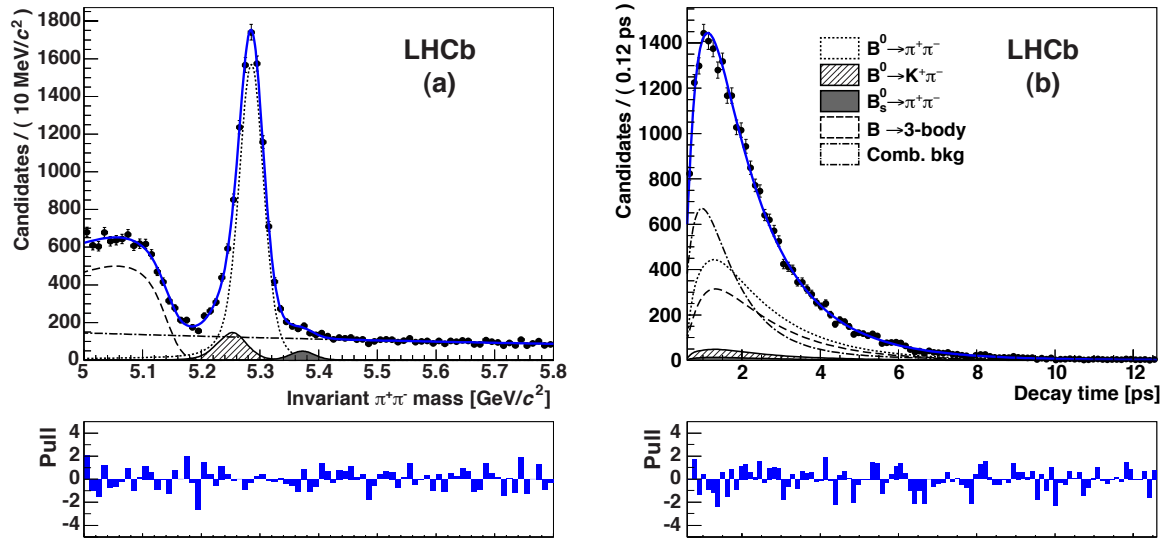 Candidates / ( 10 MeV/c² )
1800
1600
1400
1200
1000
800
600
400
200
0
LHCb
(a)
5 5.1 5.2 5.3 5.4 5.5 5.6 5.7 5.8
Invariant π⁺π⁻ mass [GeV/c²]
Pull
4
2
0
-2
-4
Candidates / ( 0.12 ps )
1400
1200
1000
800
600
400
200
0
LHCb
(b)
B⁰→π⁺π⁻
B⁰→K⁺π⁻
B⁰ₛ→π⁺π⁻
B →3-body
Comb. bkg
2 4 6 8 10 12
Decay time [ps]
Pull
4
2
0
-2
-4